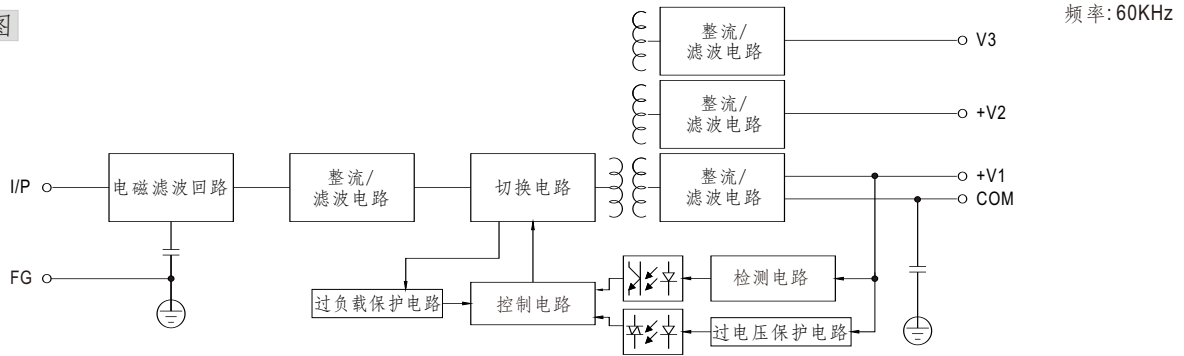 图
频率:60KHz
整流/
滤波电路
V3
整流/
滤波电路
+V2
I/P
电磁滤波回路
整流/
滤波电路
切换电路
整流/
滤波电路
+V1
COM
FG
过负载保护电路
控制电路
检测电路
过电压保护电路